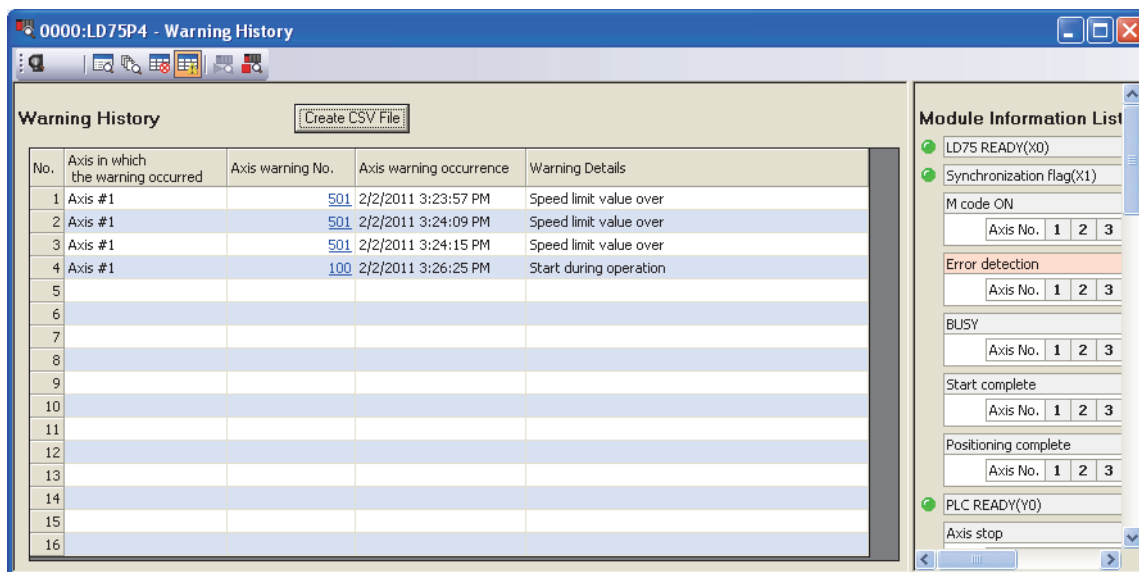 0000:LD75P4 - Warning History
Warning History
Create CSV File
No. Axis in which the warning occurred Axis warning No. Axis warning occurrence Warning Details
1 Axis #1 501 2/2/2011 3:23:57 PM Speed limit value over
2 Axis #1 501 2/2/2011 3:24:09 PM Speed limit value over
3 Axis #1 501 2/2/2011 3:24:15 PM Speed limit value over
4 Axis #1 100 2/2/2011 3:26:25 PM Start during operation
5
6
7
8
9
10
11
12
13
14
15
16
Module Information List
LD75 READY(X0)
Synchronization flag(X1)
M code ON
Axis No. 1 2 3
Error detection
Axis No. 1 2 3
BUSY
Axis No. 1 2 3
Start complete
Axis No. 1 2 3
Positioning complete
Axis No. 1 2 3
PLC READY(Y0)
Axis stop